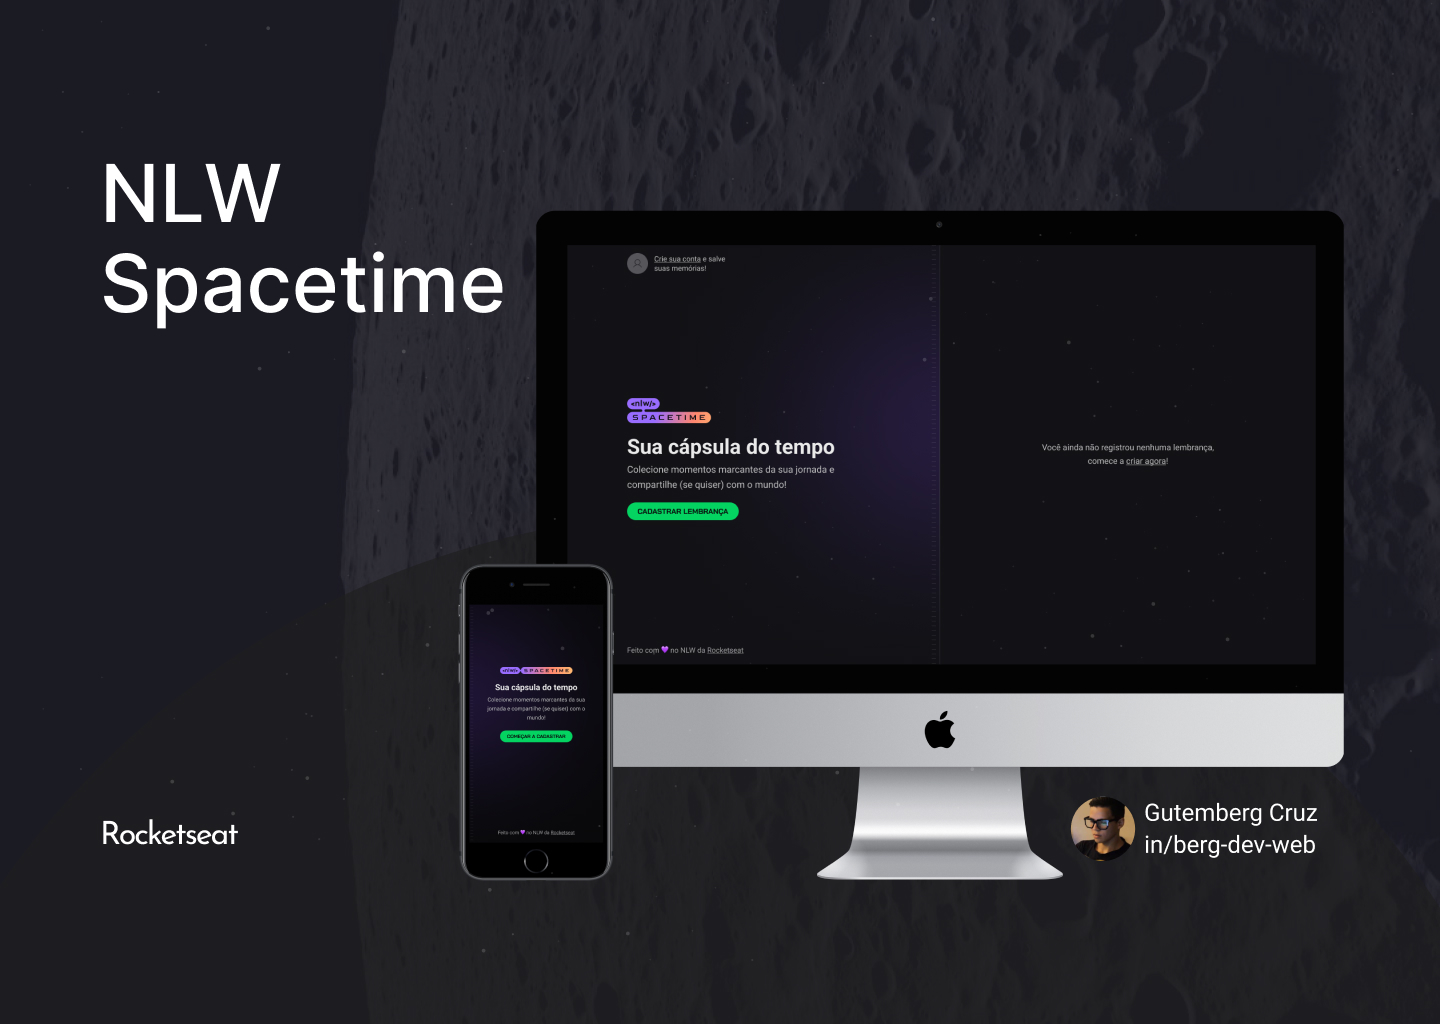 NLW
Spacetime
Crie sua conta e salve
suas memórias!
<nlw/>
SPACETIME
Sua cápsula do tempo
Colecione momentos marcantes da sua jornada e
compartilhe (se quiser) com o mundo!
CADASTRAR LEMBRANÇA
Feito com 💜 no NLW da Rocketseat
Você ainda não registrou nenhuma lembrança,
comece a criar agora!
<nlw/> SPACETIME
Sua cápsula do tempo
Colecione momentos marcantes da sua
jornada e compartilhe (se quiser) com o
mundo!
COMEÇAR A CADASTRAR
Feito com 💜 no NLW da Rocketseat
Rocketseat
Gutemberg Cruz
in/berg-dev-web